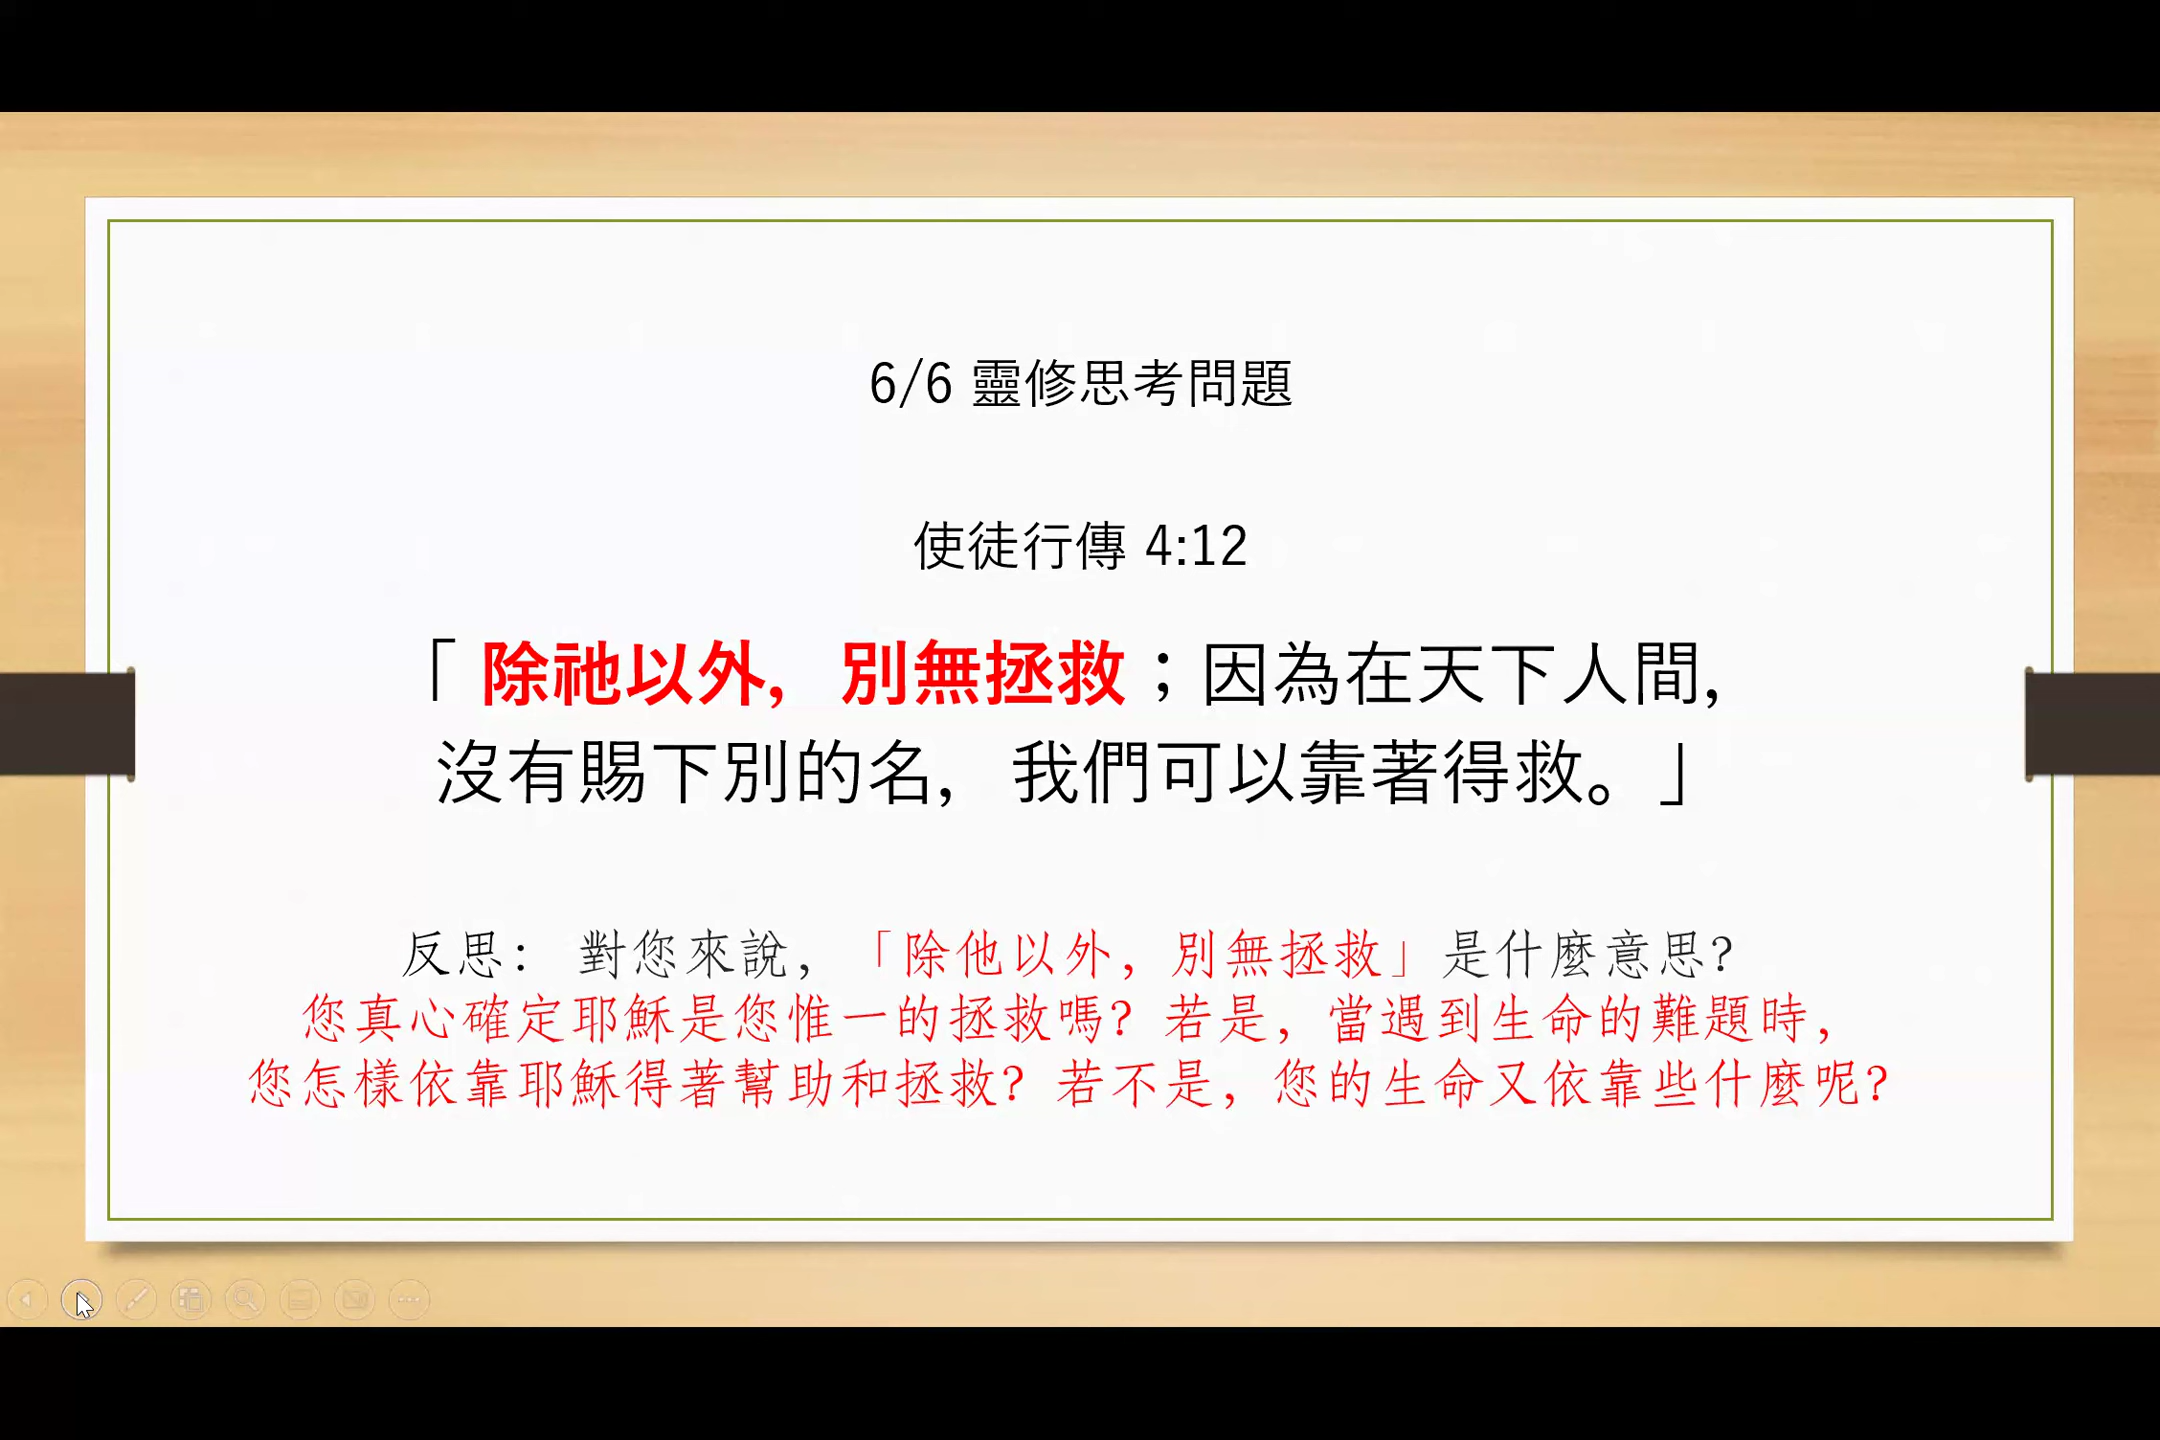 6/6 靈修思考問題
使徒行傳 4:12
「 除祂以外, 別無拯救；因為在天下人間,
沒有賜下別的名, 我們可以靠著得救。」
反思： 對您來說，「除他以外，別無拯救」是什麼意思?
您真心確定耶穌是您惟一的拯救嗎? 若是，當遇到生命的難題時，
您怎樣依靠耶穌得著幫助和拯救? 若不是，您的生命又依靠些什麼呢?